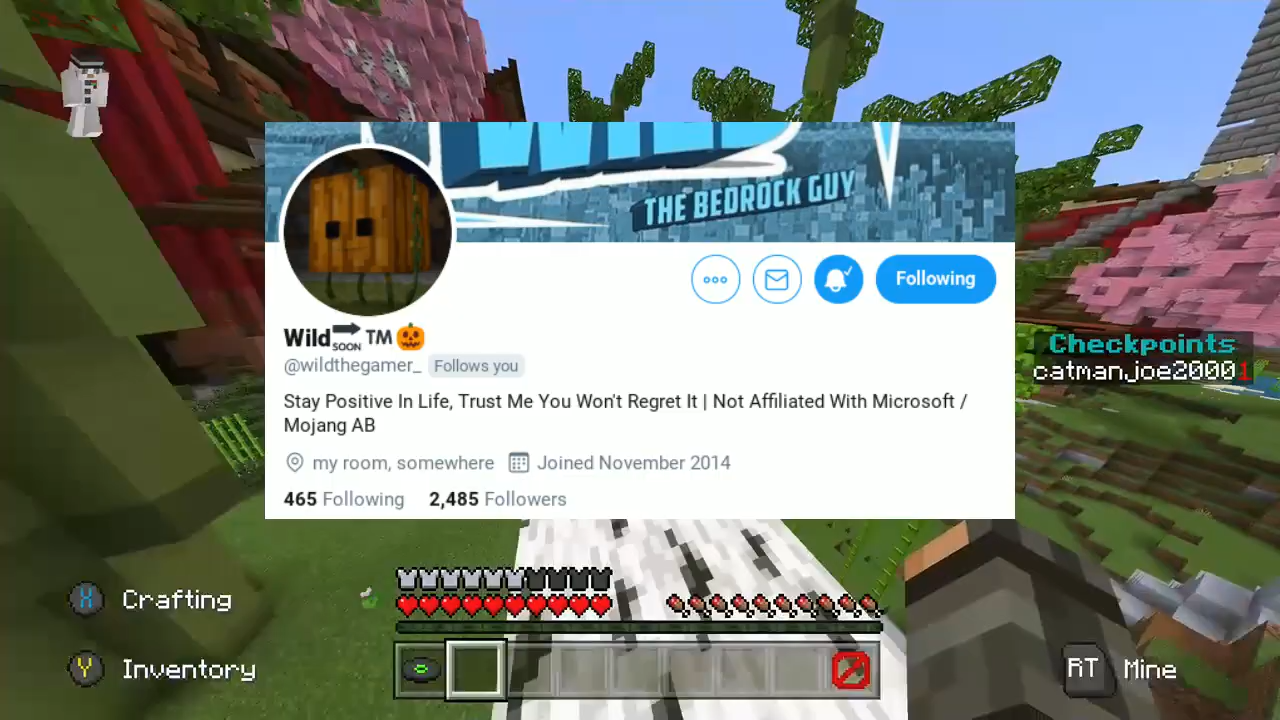 THE BEDROCK GUY
Following
Wild SOON TM
@wildthegamer_ Follows you
Stay Positive In Life, Trust Me You Won't Regret It | Not Affiliated With Microsoft /
Mojang AB
my room, somewhere Joined November 2014
465 Following 2,485 Followers
Checkpoints
catmanjoe2000 1
X Crafting
Y Inventory
RT Mine